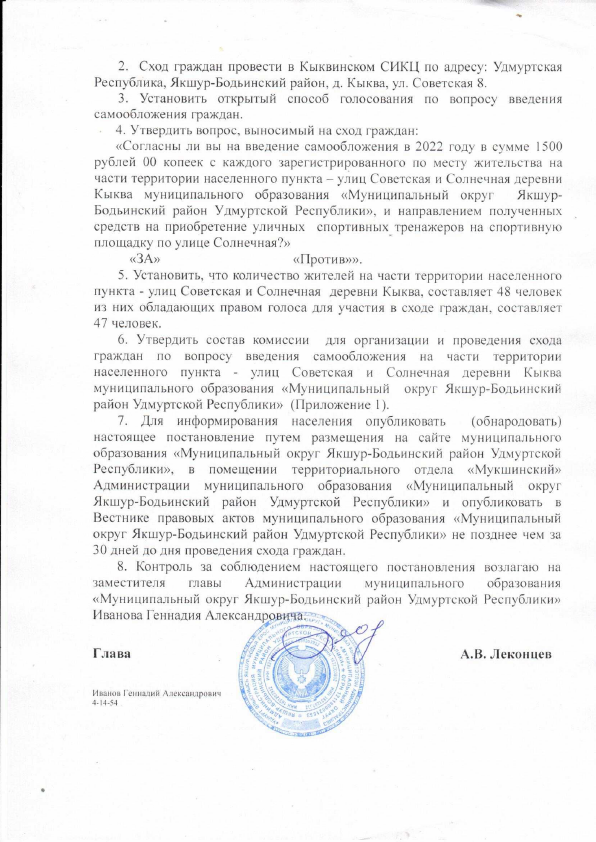 2. Сход граждан провести в Кыквинском СИКЦ по адресу: Удмуртская
Республика, Якшур-Бодьинский район, д. Кыква, ул. Советская 8.
3. Установить открытый способ голосования по вопросу введения
самообложения граждан.
4. Утвердить вопрос, выносимый на сход граждан:
«Согласны ли вы на введение самообложения в 2022 году в сумме 1500
рублей 00 копеек с каждого зарегистрированного по месту жительства на
части территории населенного пункта – улиц Советская и Солнечная деревни
Кыква муниципального образования «Муниципальный округ Якшур-
Бодьинский район Удмуртской Республики», и направлением полученных
средств на приобретение уличных спортивных тренажеров на спортивную
площадку по улице Солнечная?»
«ЗА» «Против»».
5. Установить, что количество жителей на части территории населенного
пункта - улиц Советская и Солнечная деревни Кыква, составляет 48 человек
из них обладающих правом голоса для участия в сходе граждан, составляет
47 человек.
6. Утвердить состав комиссии для организации и проведения схода
граждан по вопросу введения самообложения на части территории
населенного пункта - улиц Советская и Солнечная деревни Кыква
муниципального образования «Муниципальный округ Якшур-Бодьинский
район Удмуртской Республики» (Приложение 1).
7. Для информирования населения опубликовать (обнародовать)
настоящее постановление путем размещения на сайте муниципального
образования «Муниципальный округ Якшур-Бодьинский район Удмуртской
Республики», в помещении территориального отдела «Мукшинский»
Администрации муниципального образования «Муниципальный округ
Якшур-Бодьинский район Удмуртской Республики» и опубликовать в
Вестнике правовых актов муниципального образования «Муниципальный
округ Якшур-Бодьинский район Удмуртской Республики» не позднее чем за
30 дней до дня проведения схода граждан.
8. Контроль за соблюдением настоящего постановления возлагаю на
заместителя главы Администрации муниципального образования
«Муниципальный округ Якшур-Бодьинский район Удмуртской Республики»
Иванова Геннадия Александровича.
Глава А.В. Леконцев
Иванов Геннадий Александрович
4-14-54